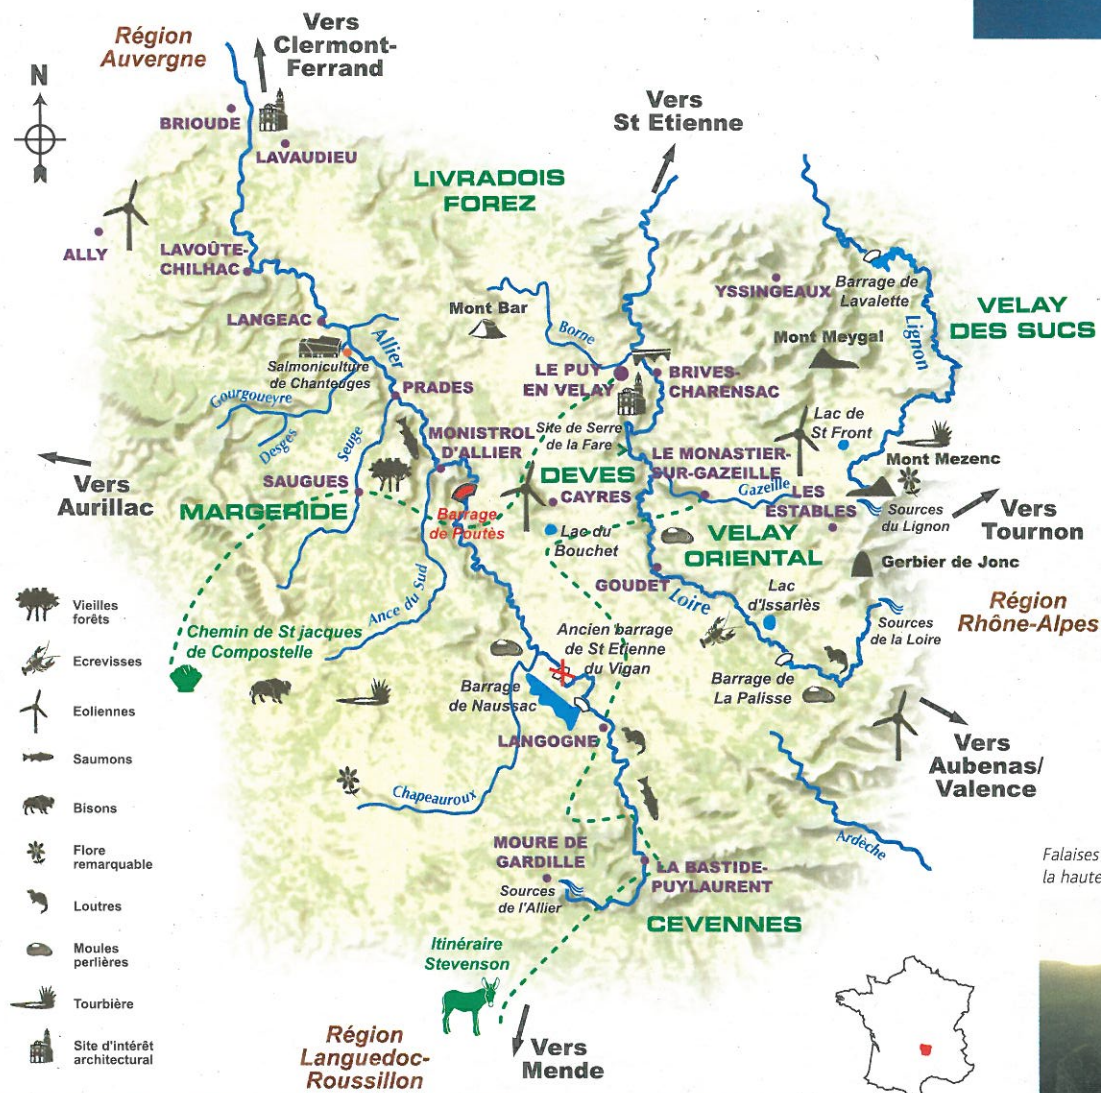 Région
Auvergne
Vers
Clermont-
Ferrand
N
BRIOUDE
LAVAUDIEU
Vers
St Etienne
LIVRADOIS
FOREZ
ALLY
LAVOÛTE-
CHILHAC
LANGEAC
Allier
Salmoniculture
de Chanteuges
Gourgoueyre
Desges
Seuge
PRADES
Mont Bar
Borne
LE PUY
EN VELAY
BRIVES-
CHARENSAC
YSSINGEAUX
Barrage de
Lavalette
Lignon
VELAY
DES SUCS
Mont Meygal
Lac de
St Front
Mont Mezenc
Sources
du Lignon
Site de Serre
de la Fare
LE MONASTIER-
SUR-GAZEILLE
Gazeille
LES
ESTABLES
MONISTROL
D'ALLIER
DEVES
CAYRES
Lac du
Bouchet
Vers
Aurillac
SAUGUES
MARGERIDE
Barrage
de Poutès
VELAY
ORIENTAL
Vers
Tournon
Gerbier de Jonc
Région
Rhône-Alpes
GOUDET
Loire
Lac
d'Issarlès
Sources
de la Loire
Barrage de
La Palisse
Ance du Sud
Chemin de St jacques
de Compostelle
Ancien barrage
de St Etienne
du Vigan
Barrage
de Naussac
LANGOGNE
Chapeauroux
Vers
Aubenas/
Valence
Ardèche
MOURE DE
GARDILLE
Sources
de l'Allier
LA BASTIDE-
PUYLAURENT
CEVENNES
Itinéraire
Stevenson
Région
Languedoc-
Roussillon
Vers
Mende
Vieilles
forêts
Ecrevisses
Eoliennes
Saumons
Bisons
Flore
remarquable
Loutres
Moules
perlières
Tourbière
Site d'intérêt
architectural
Falaises
la haute